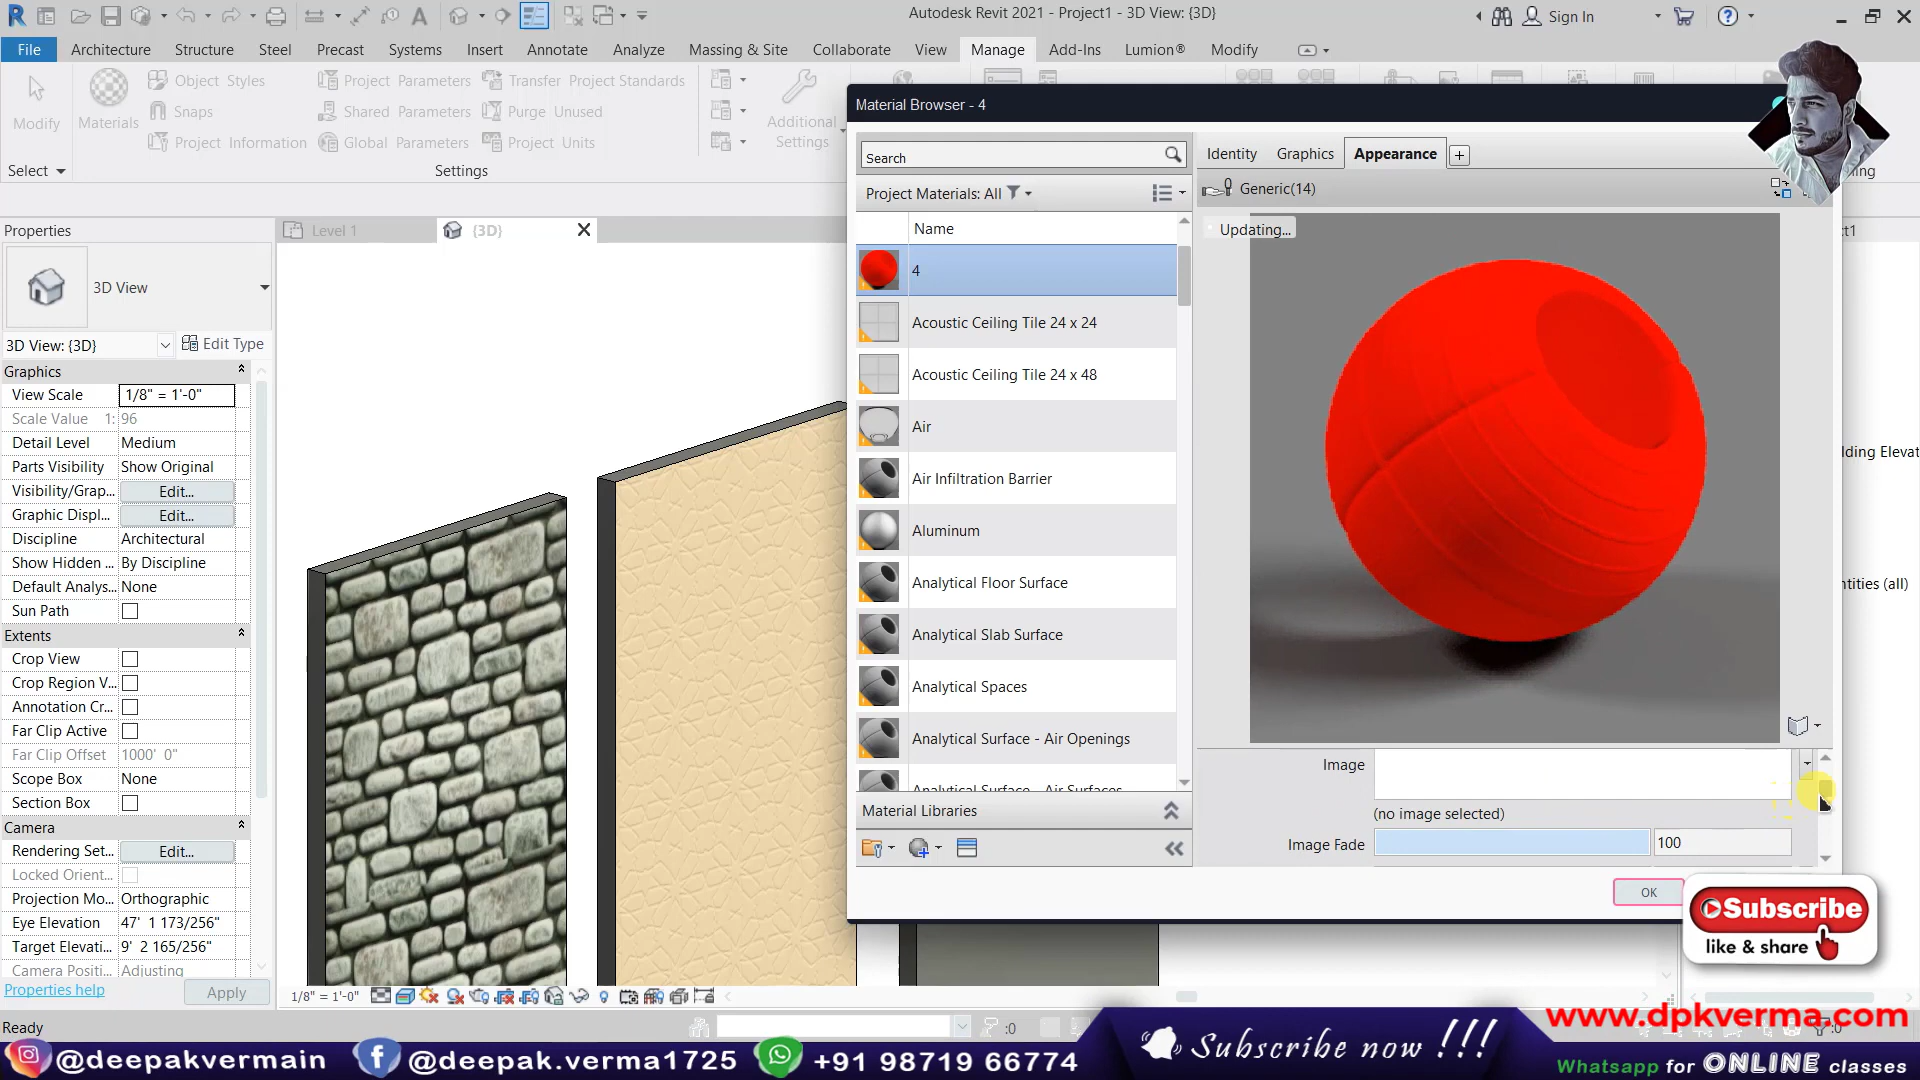 Autodesk Revit 2021 - Project1 - 3D View: {3D}
Sign In
File Architecture Structure Steel Precast Systems Insert Annotate Analyze Massing & Site Collaborate View Manage Add-Ins Lumion® Modify
Modify
Materials
Object Styles
Snaps
Project Information
Project Parameters
Shared Parameters
Global Parameters
Transfer Project Standards
Purge Unused
Project Units
Additional Settings
Select
Settings
Properties
3D View
3D View: {3D}
Edit Type
Graphics
View Scale 1/8" = 1'-0"
Scale Value 1: 96
Detail Level Medium
Parts Visibility Show Original
Visibility/Grap... Edit...
Graphic Displ... Edit...
Discipline Architectural
Show Hidden ... By Discipline
Default Analys... None
Sun Path
Extents
Crop View
Crop Region V...
Annotation Cr...
Far Clip Active
Far Clip Offset 1000' 0"
Scope Box None
Section Box
Camera
Rendering Set... Edit...
Locked Orient...
Projection Mo... Orthographic
Eye Elevation 47' 1 173/256"
Target Elevati... 9' 2 165/256"
Camera Positi... Adjusting
Properties help
Apply
Level 1
{3D}
Material Browser - 4
Search
Project Materials: All
Name
4
Acoustic Ceiling Tile 24 x 24
Acoustic Ceiling Tile 24 x 48
Air
Air Infiltration Barrier
Aluminum
Analytical Floor Surface
Analytical Slab Surface
Analytical Spaces
Analytical Surface - Air Openings
Analytical Surface - Air Surfaces
Material Libraries
Identity Graphics Appearance
Generic(14)
Updating...
Image
(no image selected)
Image Fade 100
OK
ct1
lding Elevat
ntities (all)
Subscribe
like & share
1/8" = 1'-0"
Ready
:0
:0
www.dpkverma.com
@deepakvermain
@deepak.verma1725
+91 98719 66774
Subscribe now !!!
Whatsapp for ONLINE classes